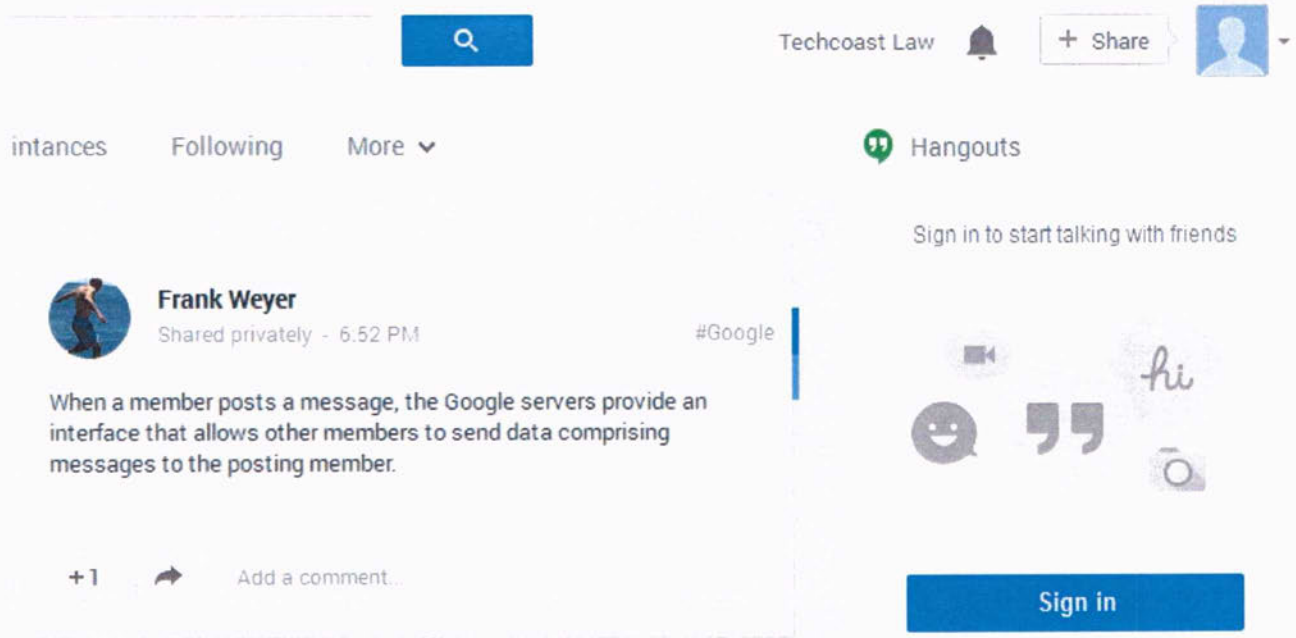 Techcoast Law
+ Share
intances Following More
Hangouts
Sign in to start talking with friends
Frank Weyer
Shared privately - 6:52 PM
#Google
hi
When a member posts a message, the Google servers provide an
interface that allows other members to send data comprising
messages to the posting member.
+1
Add a comment...
Sign in